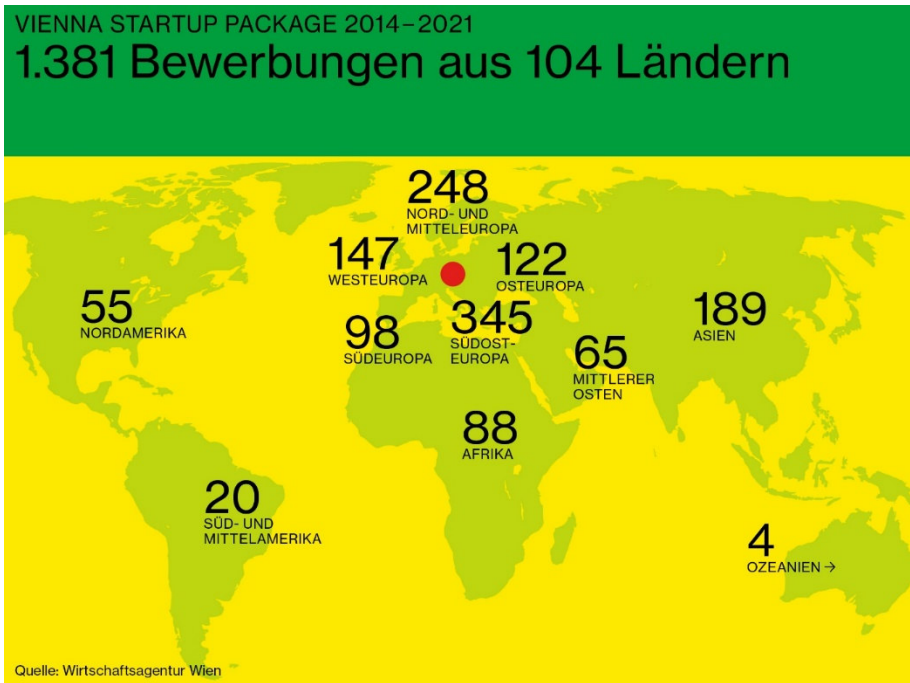 VIENNA STARTUP PACKAGE 2014–2021
1.381 Bewerbungen aus 104 Ländern
248
NORD- UND
MITTELEUROPA
147
WESTEUROPA
122
OSTEUROPA
55
NORDAMERIKA
98
SÜDEUROPA
345
SÜDOST-
EUROPA
189
ASIEN
65
MITTLERER
OSTEN
88
AFRIKA
20
SÜD- UND
MITTELAMERIKA
4
OZEANIEN →
Quelle: Wirtschaftsagentur Wien